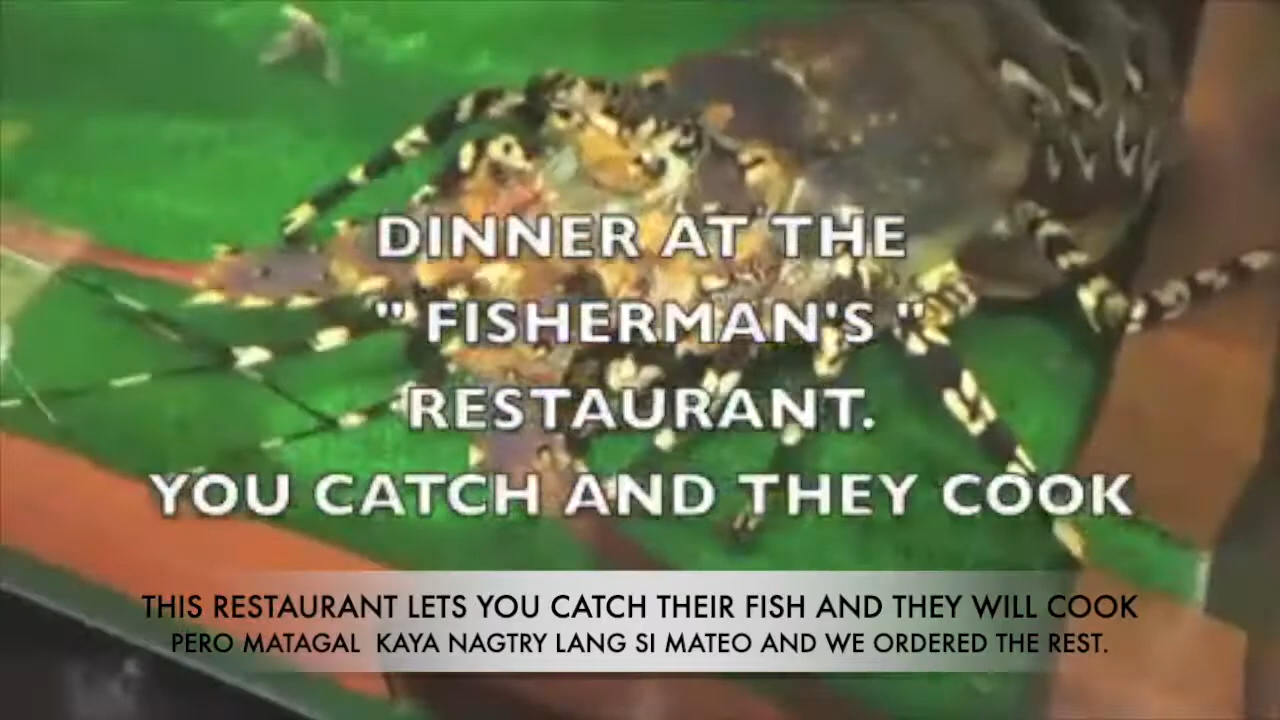 DINNER AT THE
" FISHERMAN'S "
RESTAURANT.
YOU CATCH AND THEY COOK
THIS RESTAURANT LETS YOU CATCH THEIR FISH AND THEY WILL COOK
PERO MATAGAL KAYA NAGTRY LANG SI MATEO AND WE ORDERED THE REST.